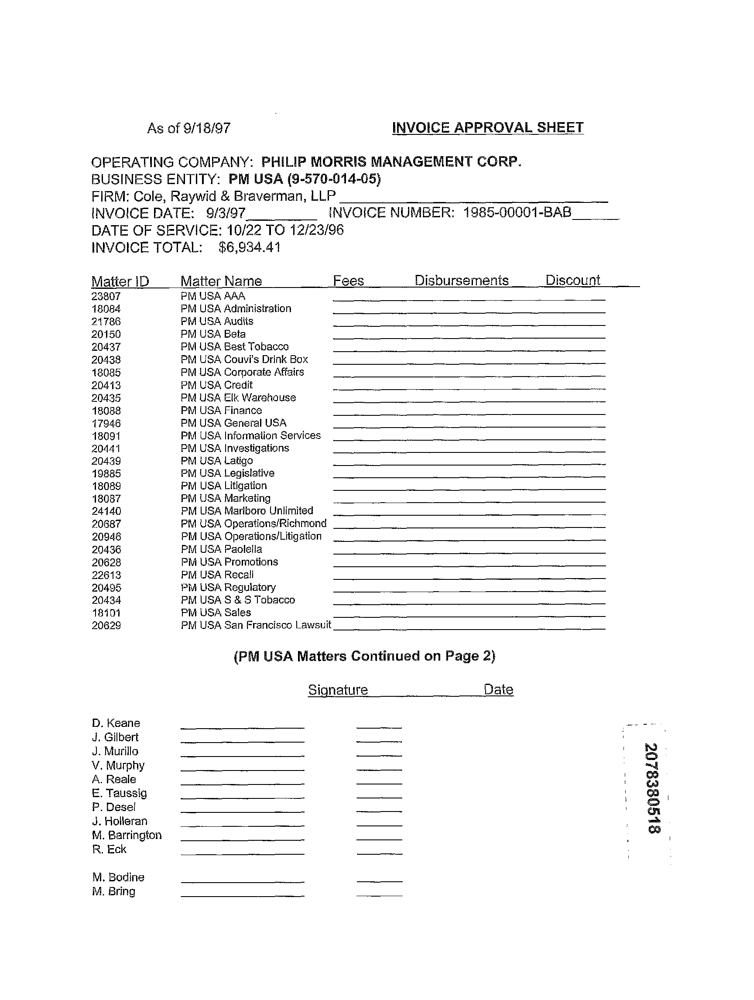 As of 9/18/97 INVOICE APPROVAL SHEET
OPERATING COMPANY: PHILIP MORRIS MANAGEMENT CORP.
BUSINESS ENTITY: PM USA (9-570-014-05)
FIRM: Cole, Raywid & Braverman, LLP
INVOICE DATE: 9/3/97 INVOICE NUMBER: 1985-00001-BAB
DATE OF SERVICE: 10/22 TO 12/23/96
INVOICE TOTAL: $6,934.41
Matter ID Matter Name Fees Disbursements Discount
23807 PM USA AAA
18084 PM USA Administration
21786 PM USA Audits
20150 PM USA Beta
20437 PM USA Best Tobacco
20438 PM USA Couvi's Drink Box
18085 PM USA Corporate Affairs
20413 PM USA Credit
20435 PM USA Elk Warehouse
18088 PM USA Finance
17946 PM USA General USA
18091 PM USA Information Services
20441 PM USA Investigations
20439 PM USA Latigo
19885 PM USA Legislative
18089 PM USA Litigation
18087 PM USA Marketing
24140 PM USA Marlboro Unlimited
20687 PM USA Operations/Richmond
20946 PM USA Operations/Litigation
20436 PM USA Paolella
20628 PM USA Promotions
22613 PM USA Recall
20495 PM USA Regulatory
20434 PM USA S & S Tobacco
18101 PM USA Sales
20629 PM USA San Francisco Lawsuit
(PM USA Matters Continued on Page 2)
Signature Date
D. Keane
J. Gilbert
J. Murillo
V. Murphy
A. Reale
E. Taussig
P. Desel
J. Holleran
M. Barrington
R. Eck
M. Bodine
M. Bring
2078380518